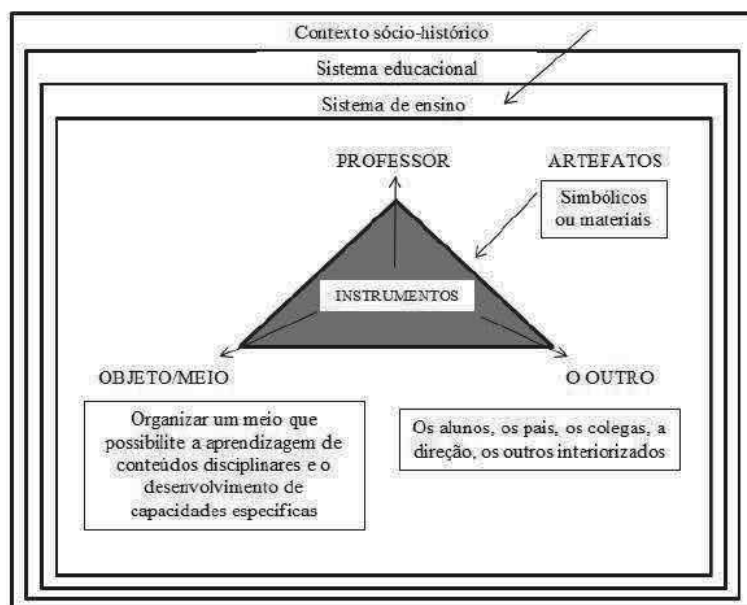 Contexto sócio-histórico
Sistema educacional
Sistema de ensino
PROFESSOR
ARTEFATOS
Simbólicos
ou materiais
INSTRUMENTOS
OBJETO/MEIO
O OUTRO
Organizar um meio que
possibilite a aprendizagem de
conteúdos disciplinares e o
desenvolvimento de
capacidades específicas
Os alunos, os pais, os colegas, a
direção, os outros interiorizados